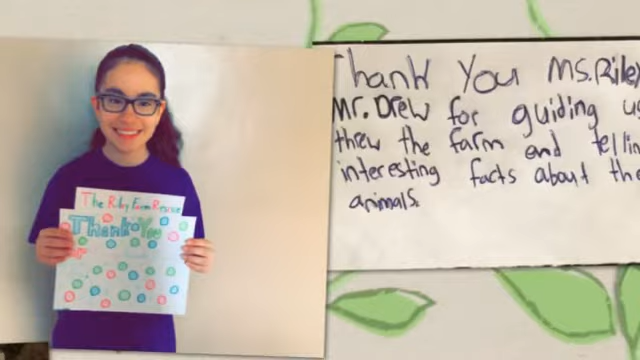 The Riley Farm Rescue
Thank You
Thank You Ms. Riley
Mr. Drew for guiding us
threw the farm and tellin
interesting facts about the
animals.